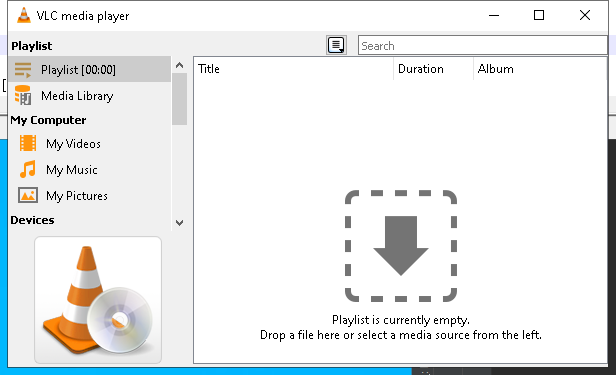 VLC media player
Playlist
Search
Playlist [00:00]
Media Library
My Computer
My Videos
My Music
My Pictures
Devices
Title Duration Album
Playlist is currently empty.
Drop a file here or select a media source from the left.